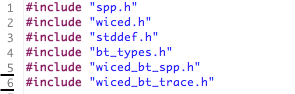 1 #include "spp.h"
2 #include "wiced.h"
3 #include "stddef.h"
4 #include "bt_types.h"
5 #include "wiced_bt_spp.h"
6 #include "wiced_bt_trace.h"